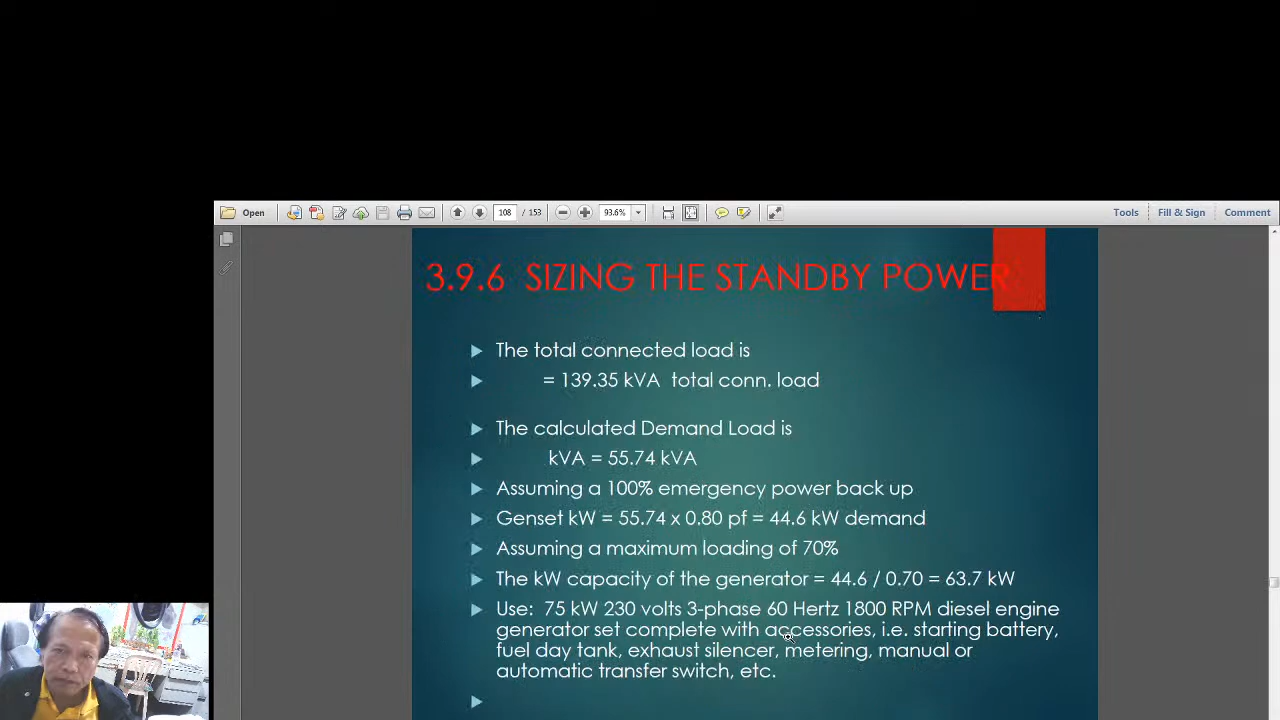 Open
108 / 153
93.6%
Tools
Fill & Sign
Comment
3.9.6 SIZING THE STANDBY POWER
The total connected load is
= 139.35 kVA total conn. load
The calculated Demand Load is
kVA = 55.74 kVA
Assuming a 100% emergency power back up
Genset kW = 55.74 x 0.80 pf = 44.6 kW demand
Assuming a maximum loading of 70%
The kW capacity of the generator = 44.6 / 0.70 = 63.7 kW
Use: 75 kW 230 volts 3-phase 60 Hertz 1800 RPM diesel engine
generator set complete with accessories, i.e. starting battery,
fuel day tank, exhaust silencer, metering, manual or
automatic transfer switch, etc.